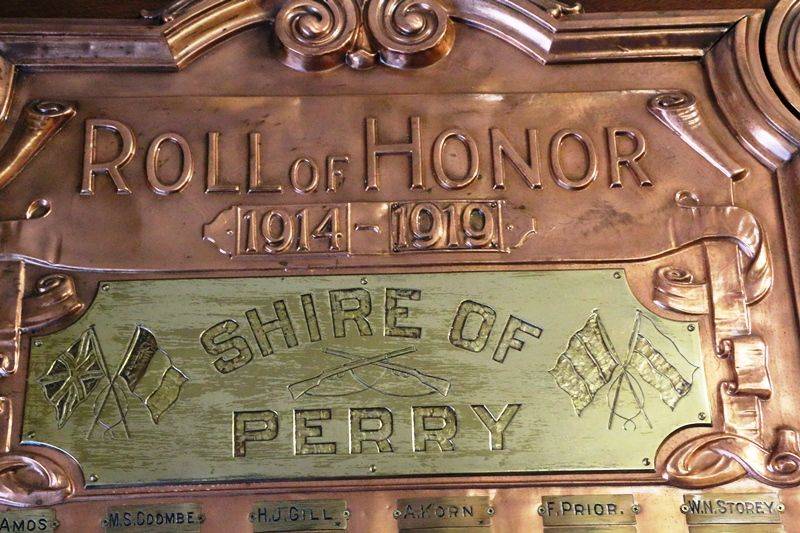 ROLL OF HONOR
1914 - 1919
SHIRE OF
PERRY
AMOS M.S. COOMBE H.J. GILL A. KORN F. PRIOR. W.N. STOREY